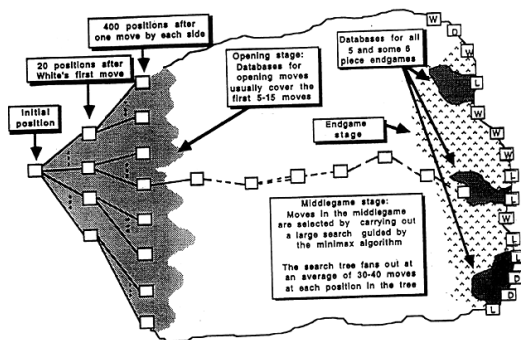 400 positions after
one move by each side
20 positions after
White's first move
Initial
position
Opening stage:
Databases for
opening moves
usually cover the
first 5-15 moves
Databases for all
5 and some 6
piece endgames
Endgame
stage
Middlegame stage:
Moves in the middlegame
are selected by carrying out
a large search guided by
the minimax algorithm
The search tree fans out at
an average of 30-40 moves
at each position in the tree
W
D
W
L
W
W
L
L
W
L
L
D
D
L